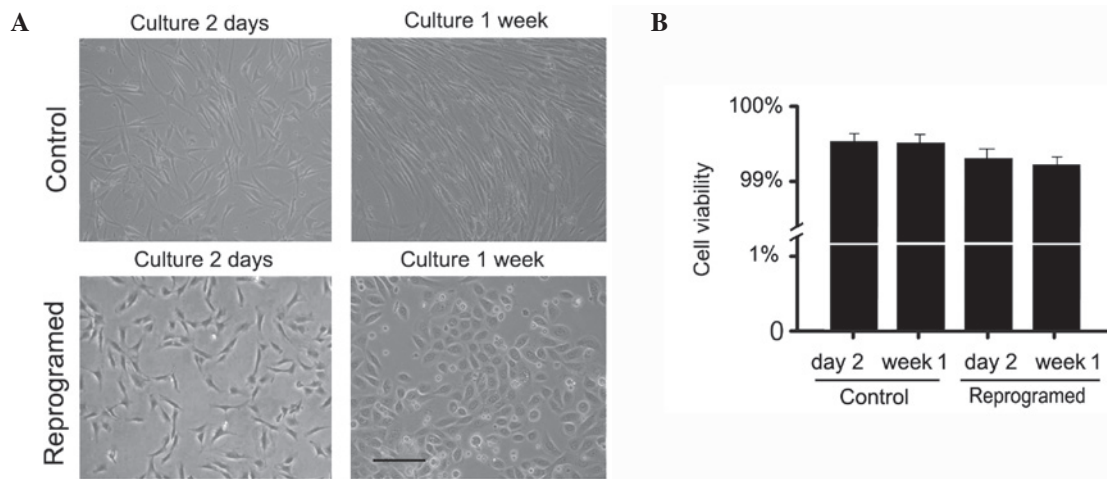 A
Culture 2 days
Culture 1 week
Control
Culture 2 days
Culture 1 week
Reprogramed
B
100%
99%
1%
0
Cell viability
day 2 week 1 day 2 week 1
Control Reprogramed